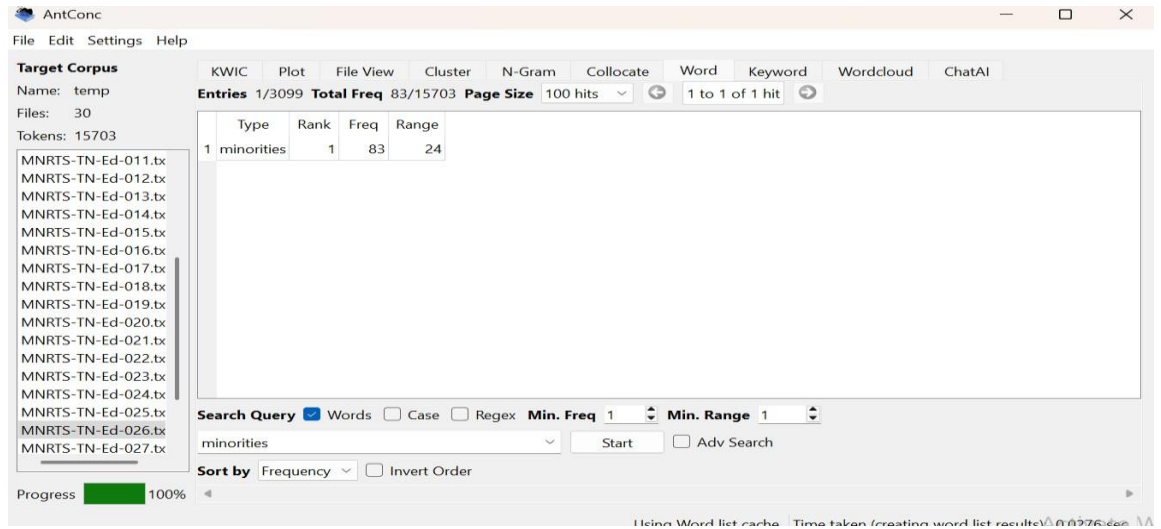 AntConc
File Edit Settings Help
Target Corpus
Name: temp
Files: 30
Tokens: 15703
MNRTS-TN-Ed-011.tx
MNRTS-TN-Ed-012.tx
MNRTS-TN-Ed-013.tx
MNRTS-TN-Ed-014.tx
MNRTS-TN-Ed-015.tx
MNRTS-TN-Ed-016.tx
MNRTS-TN-Ed-017.tx
MNRTS-TN-Ed-018.tx
MNRTS-TN-Ed-019.tx
MNRTS-TN-Ed-020.tx
MNRTS-TN-Ed-021.tx
MNRTS-TN-Ed-022.tx
MNRTS-TN-Ed-023.tx
MNRTS-TN-Ed-024.tx
MNRTS-TN-Ed-025.tx
MNRTS-TN-Ed-026.tx
MNRTS-TN-Ed-027.tx
Progress 100%
KWIC Plot File View Cluster N-Gram Collocate Word Keyword Wordcloud ChatAI
Entries 1/3099 Total Freq 83/15703 Page Size 100 hits 1 to 1 of 1 hit
Type Rank Freq Range
1 minorities 1 83 24
Search Query Words Case Regex Min. Freq 1 Min. Range 1
minorities Start Adv Search
Sort by Frequency Invert Order
Using Word list cache Time taken (creating word list results): 0.0276 sec